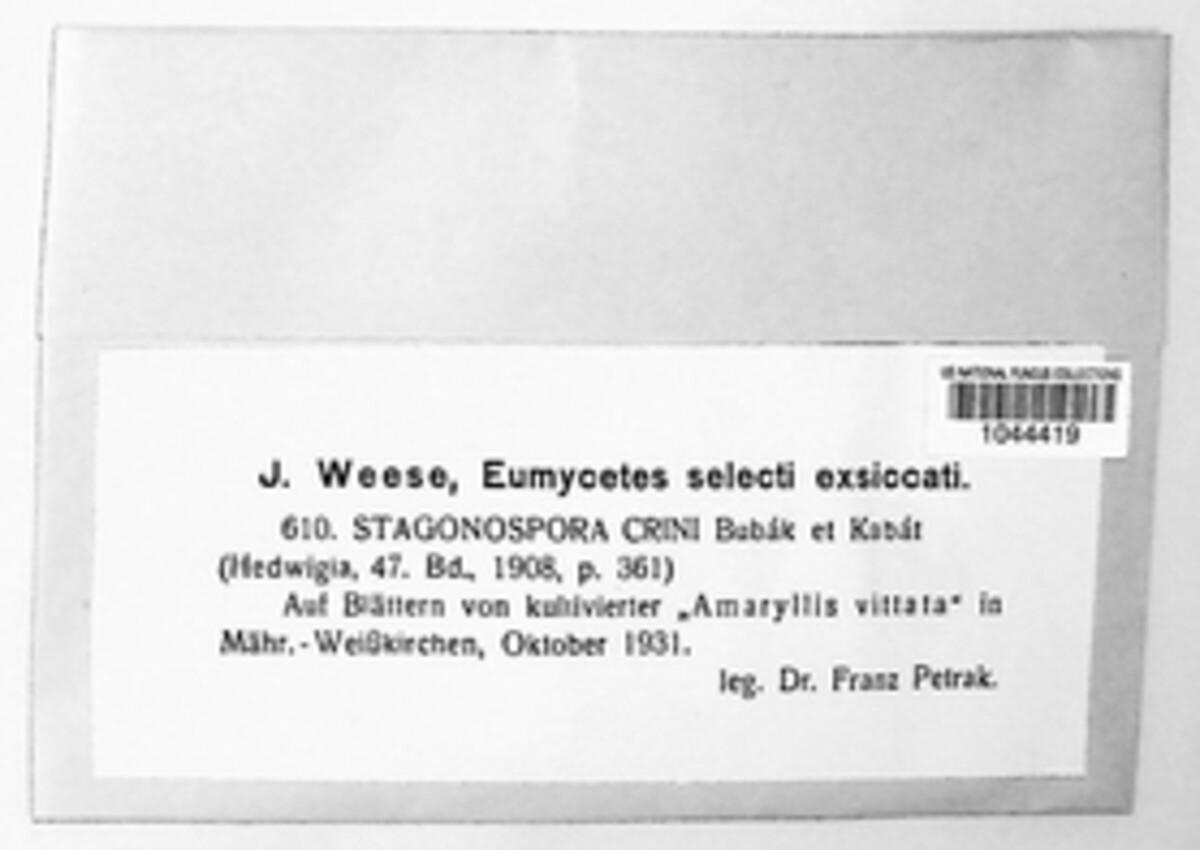 US NATIONAL FUNGUS COLLECTIONS
1044419
J. Weese, Eumycetes selecti exsiccati.
610. STAGONOSPORA CRINI Bubák et Kabát
(Hedwigia, 47. Bd., 1908, p. 361)
Auf Blättern von kultivierter „Amaryllis vittata“ in
Mähr.-Weißkirchen, Oktober 1931.
leg. Dr. Franz Petrak.